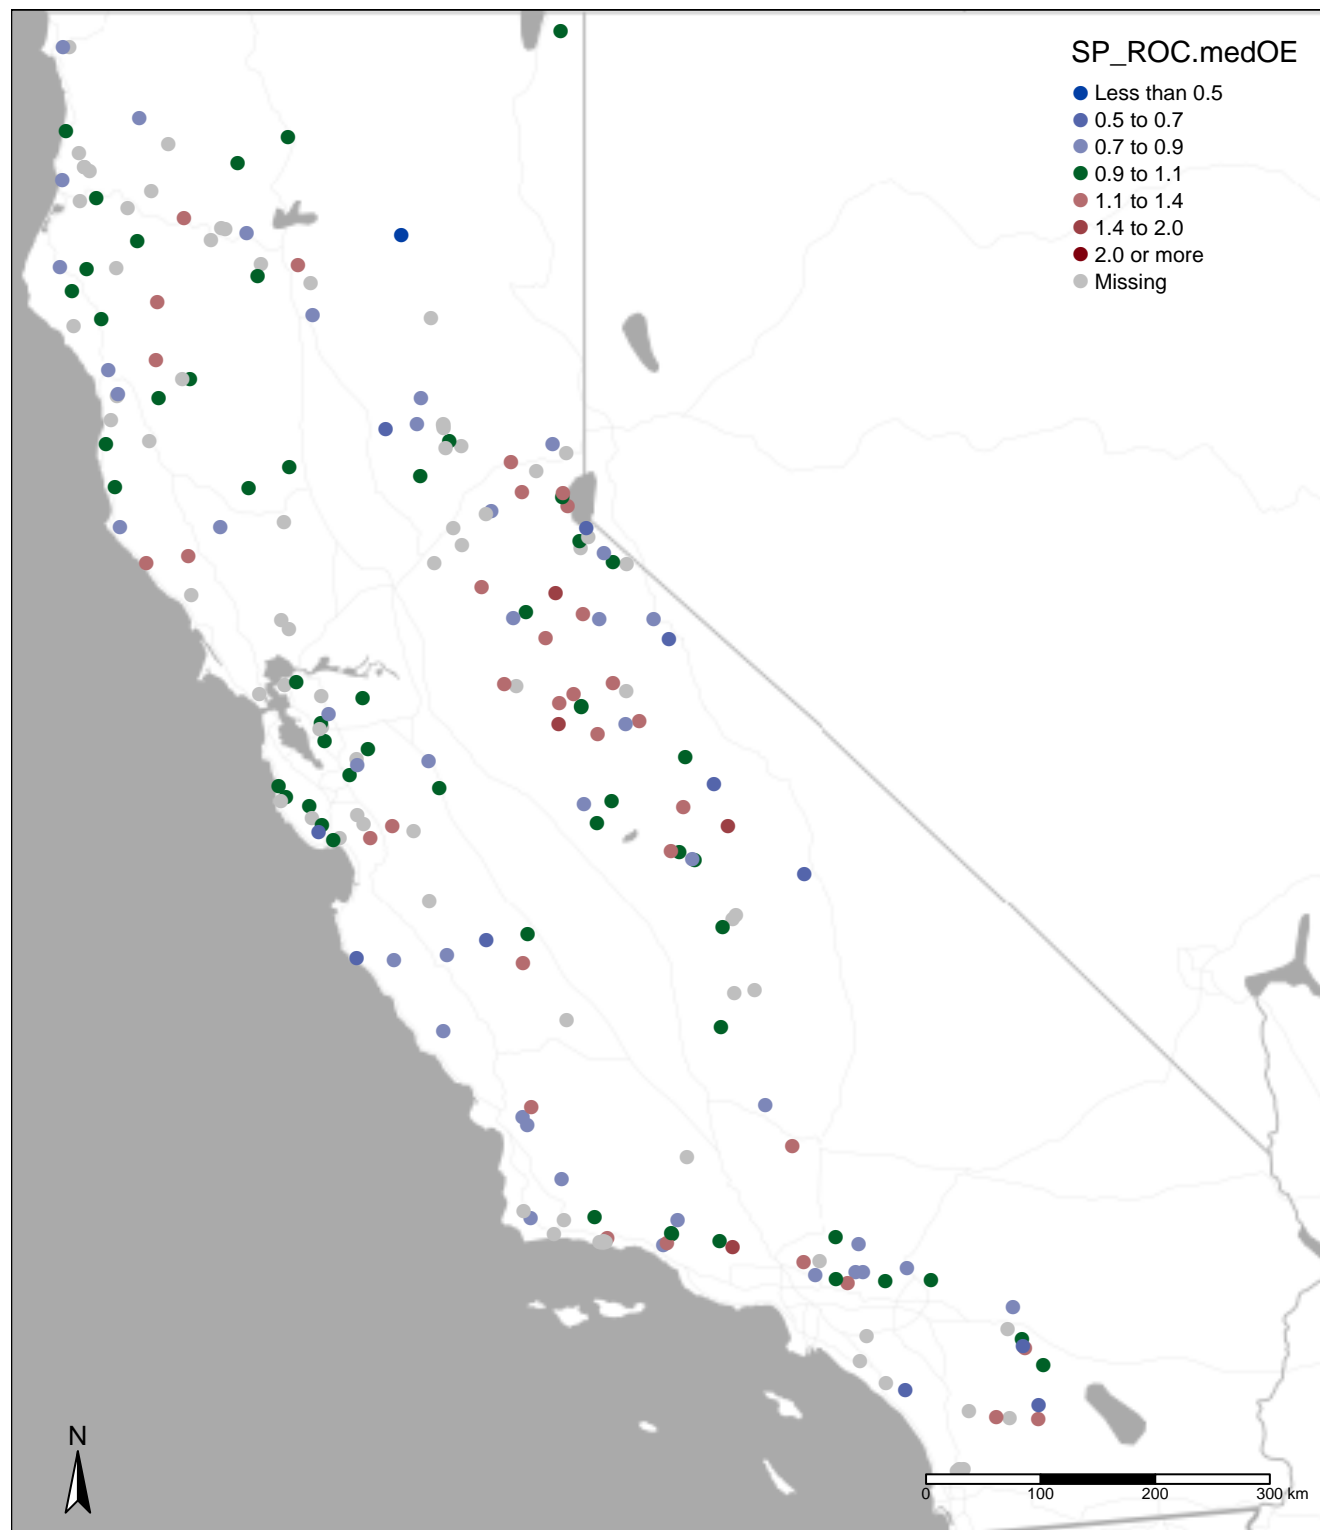 SP_ROC.medOE
Less than 0.5
0.5 to 0.7
0.7 to 0.9
0.9 to 1.1
1.1 to 1.4
1.4 to 2.0
2.0 or more
Missing
N
0 100 200 300 km